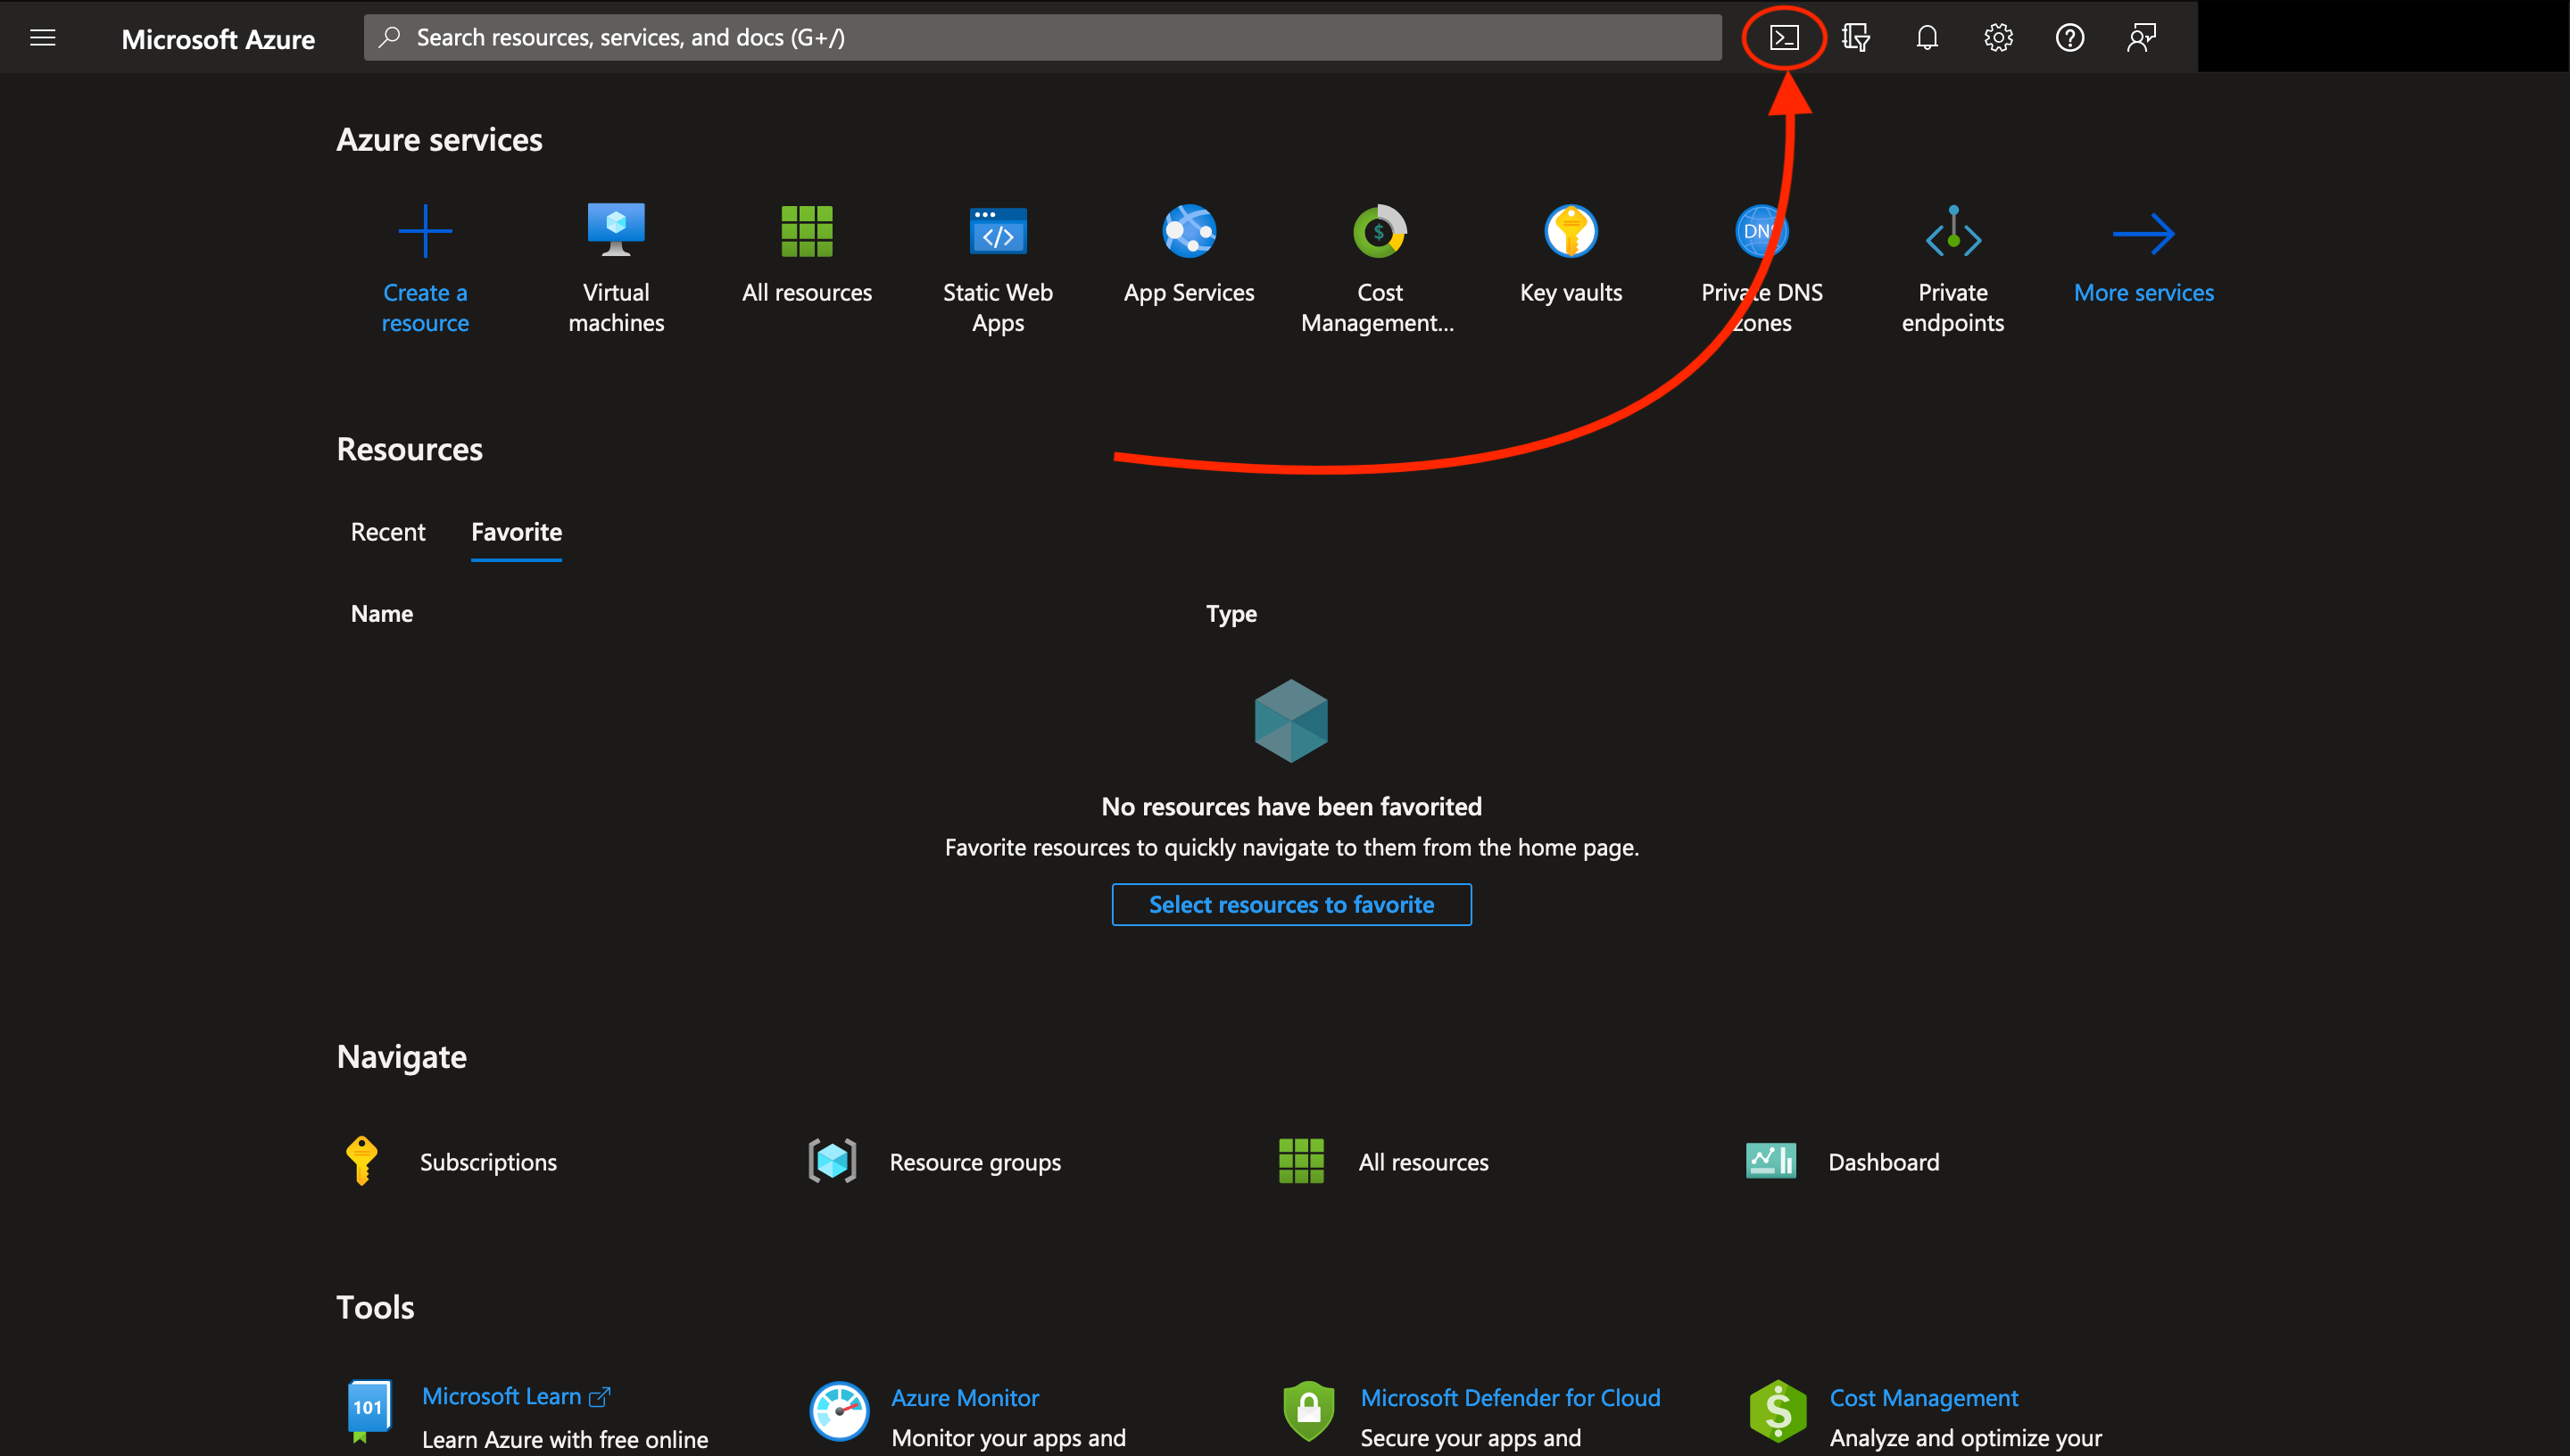 Microsoft Azure
Search resources, services, and docs (G+/)
Azure services
Create a
resource
Virtual
machines
All resources
Static Web
Apps
App Services
Cost
Management...
Key vaults
DNS
Private DNS
zones
Private
endpoints
More services
Resources
Recent
Favorite
Name
Type
No resources have been favorited
Favorite resources to quickly navigate to them from the home page.
Select resources to favorite
Navigate
Subscriptions
Resource groups
All resources
Dashboard
Tools
101
Microsoft Learn
Learn Azure with free online
Azure Monitor
Monitor your apps and
Microsoft Defender for Cloud
Secure your apps and
Cost Management
Analyze and optimize your